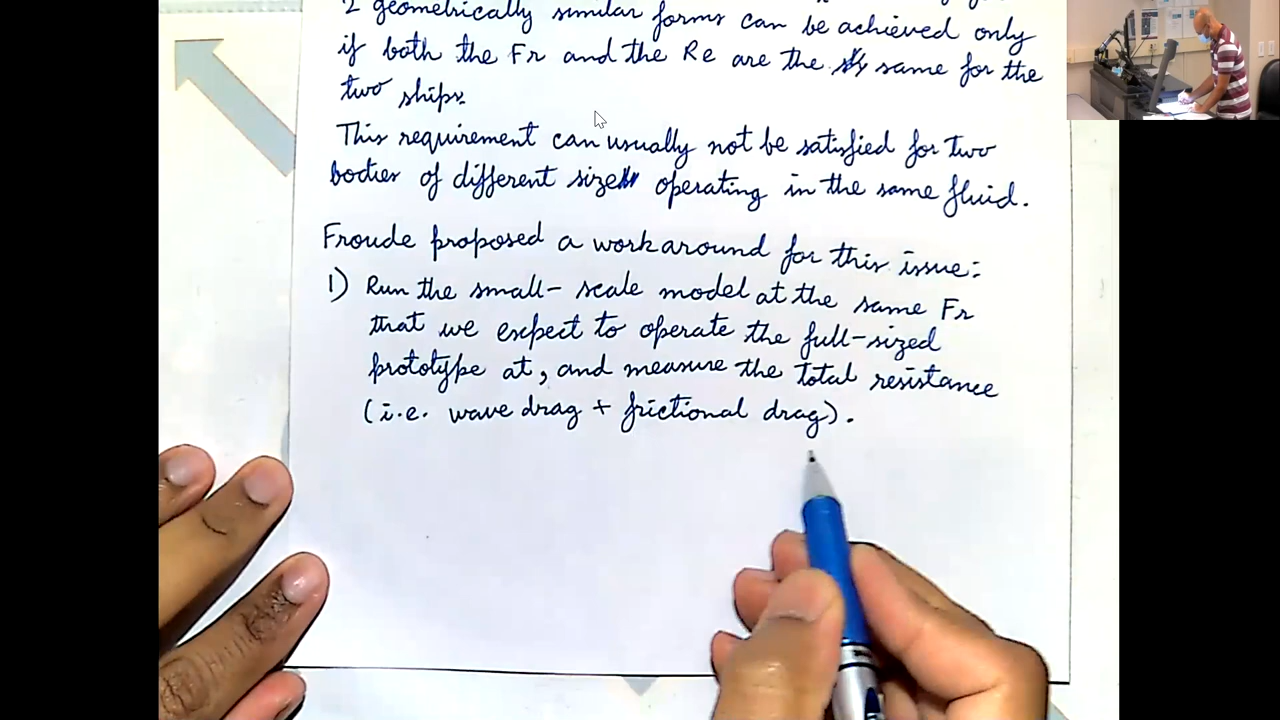 2 geometrically similar forms can be achieved only
if both the Fr and the Re are the same for the
two ships.
This requirement can usually not be satisfied for two
bodies of different size operating in the same fluid.
Froude proposed a workaround for this issue:
1) Run the small-scale model at the same Fr
that we expect to operate the full-sized
prototype at, and measure the total resistance
(i.e. wave drag + frictional drag).